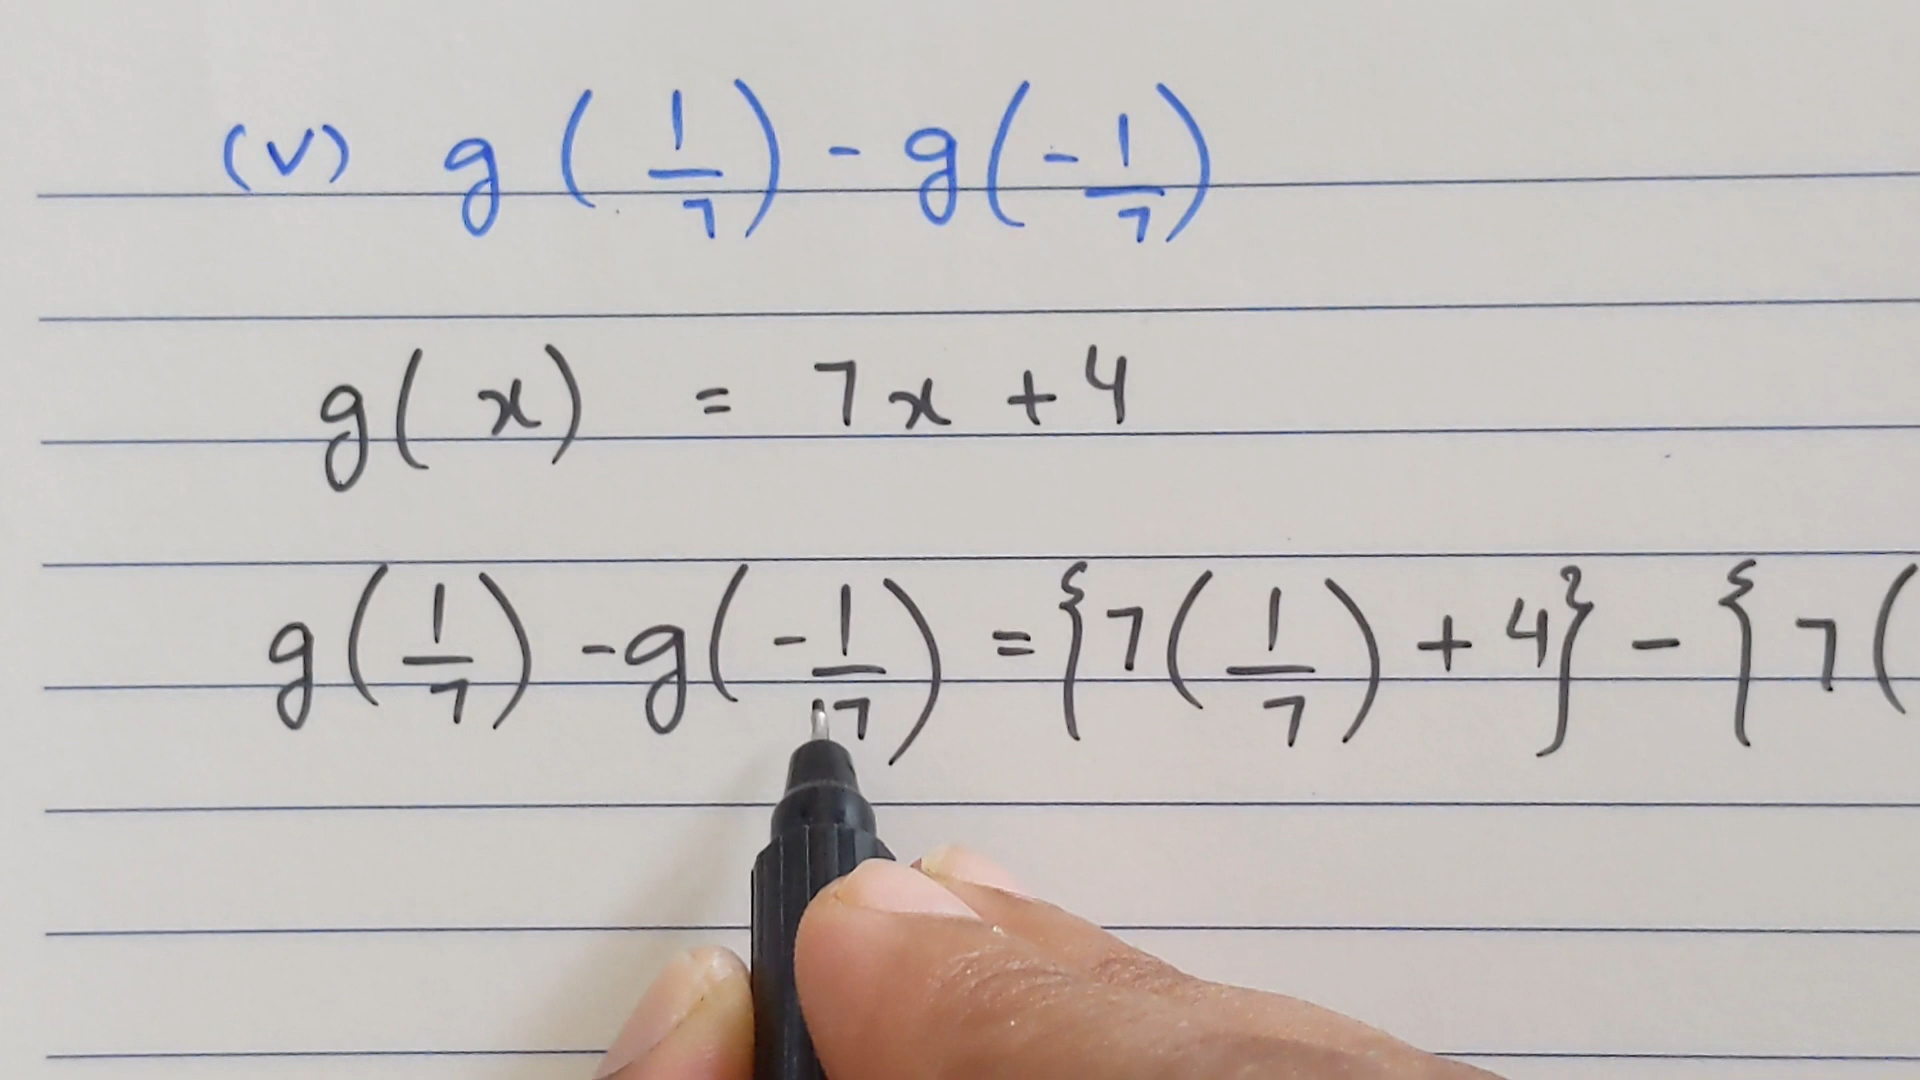 (V) g(1/7) - g(-1/7)
g(x) = 7x + 4
g(1/7) - g(-1/7) = {7(1/7) + 4} - {7(